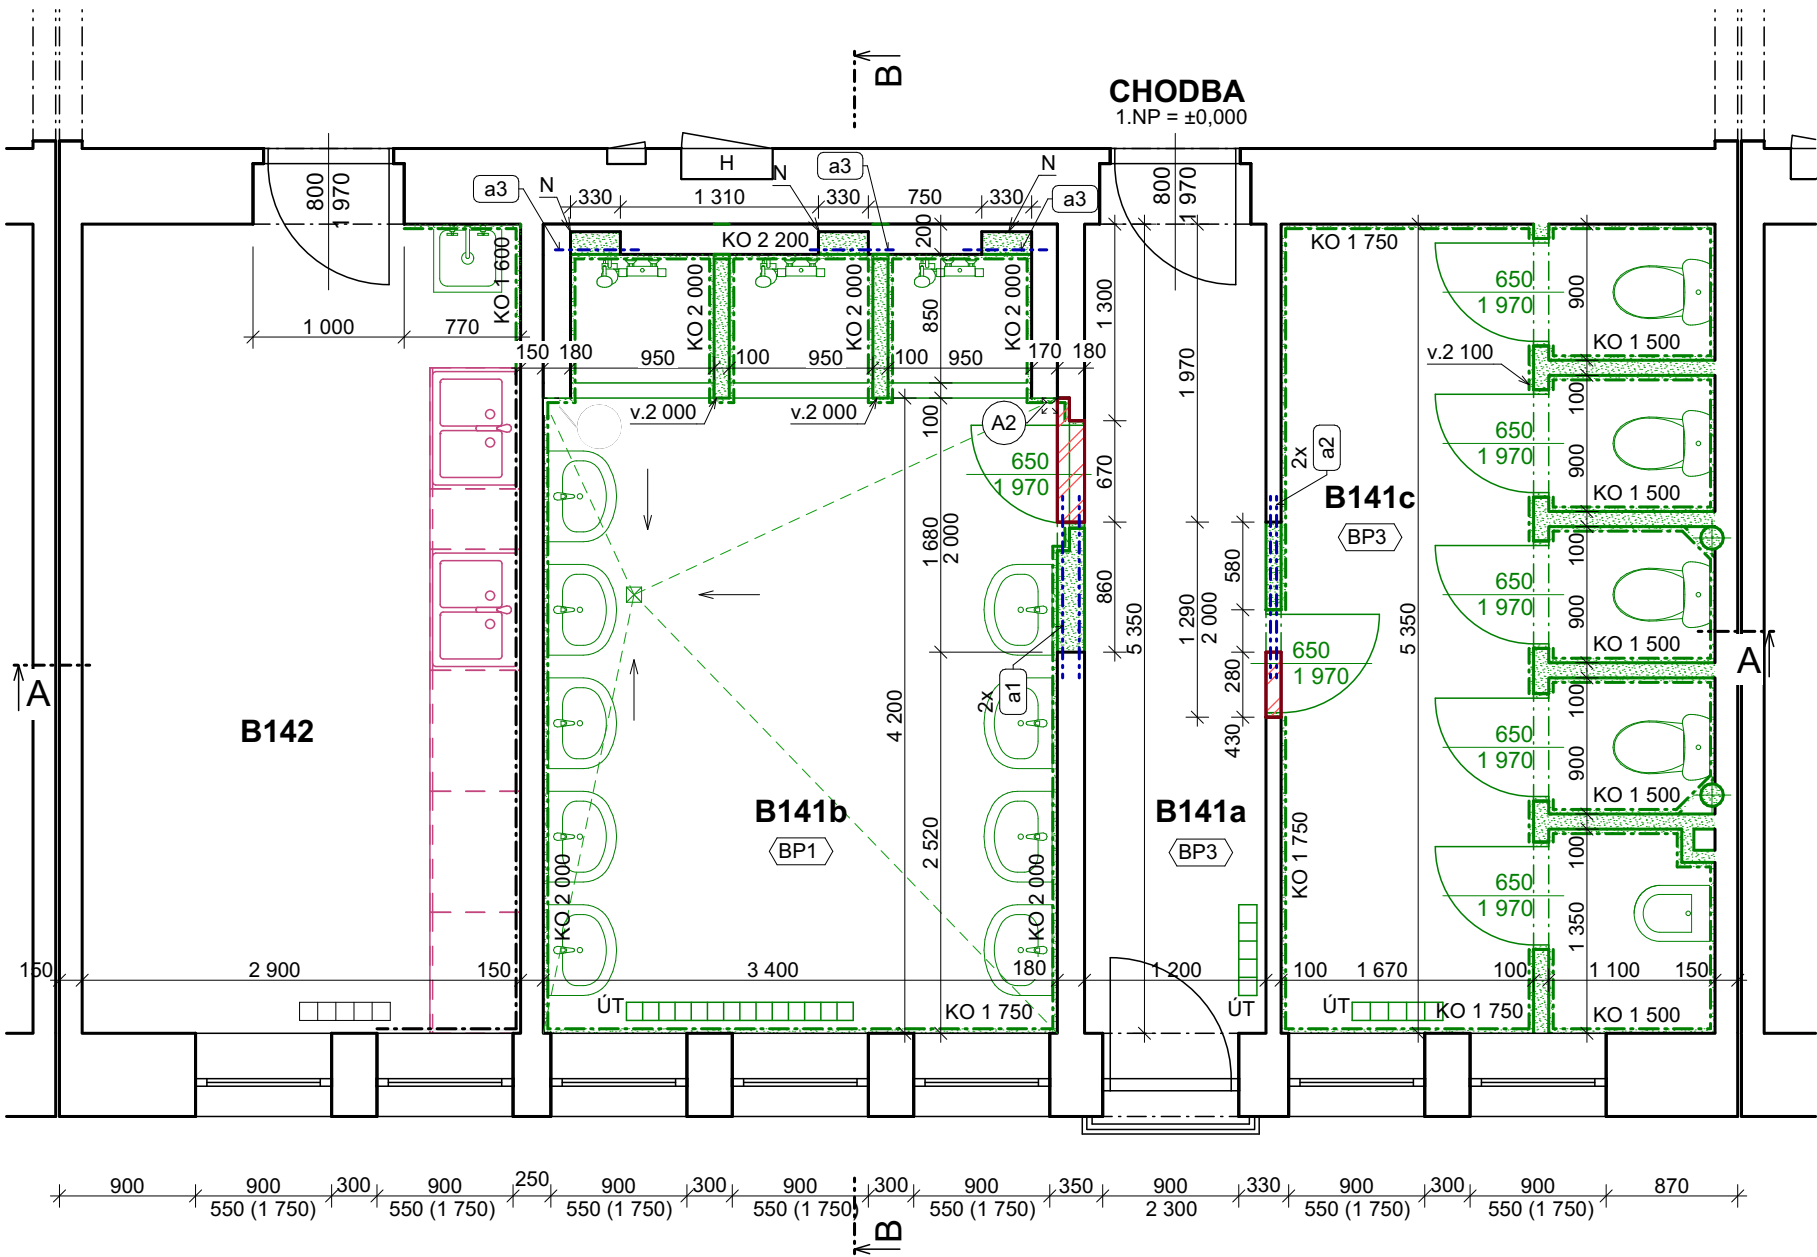 B
CHODBA
1.NP = ±0,000
H
a3
N
N
a3
N
a3
800
1 970
330
1 310
330
750
330
200
KO 2 200
800
1 970
KO 1 750
KO 1 600
KO 2 000
KO 2 000
KO 2 000
850
1 300
650
1 970
900
1 000
770
KO 1 500
150
180
950
100
950
100
950
170
180
1 970
v.2 100
v.2 000
v.2 000
100
A2
100
650
1 970
650
1 970
670
2x
a2
900
B141c
KO 1 500
BP3
1 680
2 000
100
580
860
1 290
2 000
650
1 970
900
5 350
5 350
650
1 970
KO 1 500
A
A
2x
a1
280
100
4 200
430
B142
650
1 970
900
KO 1 500
B141b
BP1
B141a
BP3
2 520
KO 1 750
100
KO 2 000
KO 2 000
650
1 970
1 350
150
2 900
150
3 400
180
1 200
100
1 670
100
1 100
150
ÚT
KO 1 750
ÚT
ÚT
KO 1 750
KO 1 500
900
900
300
900
250
900
300
900
300
900
350
900
330
900
300
900
870
550 (1 750)
550 (1 750)
550 (1 750)
550 (1 750)
550 (1 750)
2 300
550 (1 750)
550 (1 750)
B